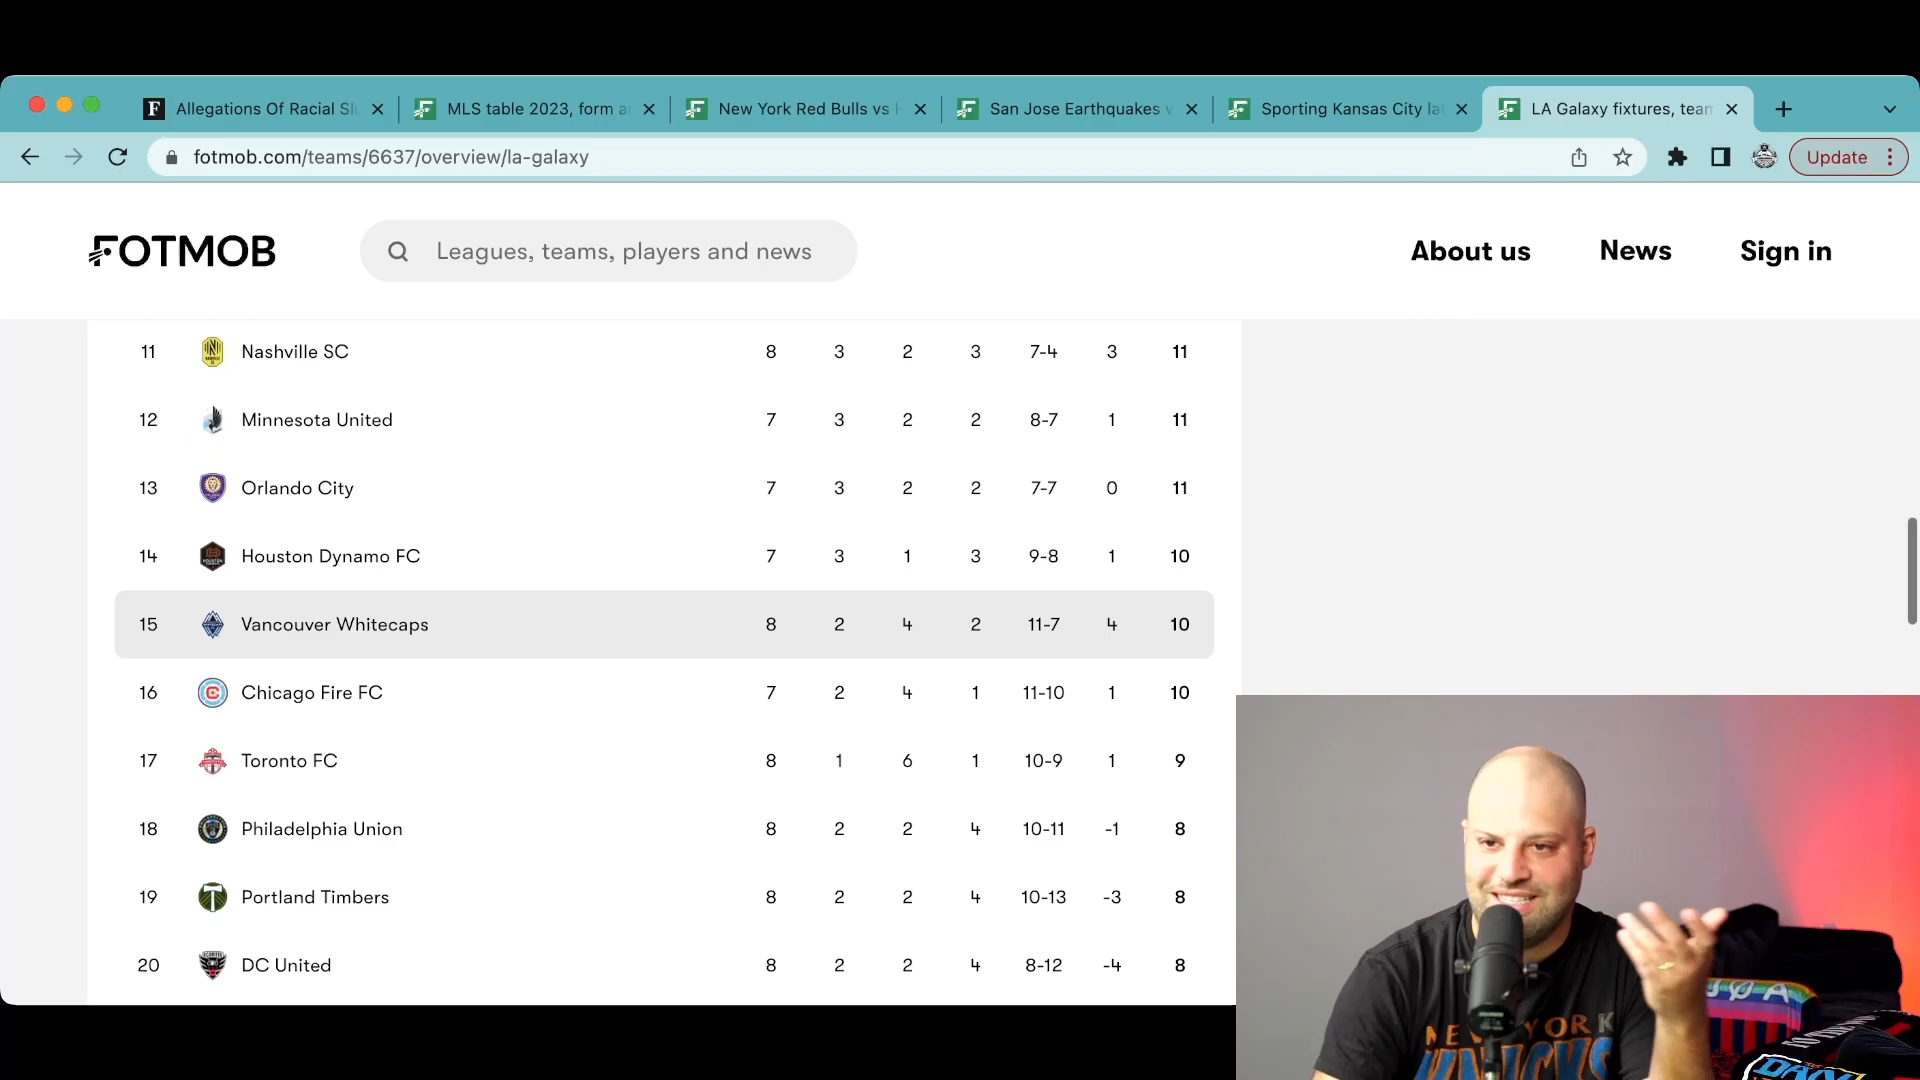 Allegations Of Racial Sl
MLS table 2023, form a
New York Red Bulls vs H
San Jose Earthquakes v
Sporting Kansas City la
LA Galaxy fixtures, team
fotmob.com/teams/6637/overview/la-galaxy
Update
FOTMOB
Leagues, teams, players and news
About us
News
Sign in
11 Nashville SC 8 3 2 3 7-4 3 11
12 Minnesota United 7 3 2 2 8-7 1 11
13 Orlando City 7 3 2 2 7-7 0 11
14 Houston Dynamo FC 7 3 1 3 9-8 1 10
15 Vancouver Whitecaps 8 2 4 2 11-7 4 10
16 Chicago Fire FC 7 2 4 1 11-10 1 10
17 Toronto FC 8 1 6 1 10-9 1 9
18 Philadelphia Union 8 2 2 4 10-11 -1 8
19 Portland Timbers 8 2 2 4 10-13 -3 8
20 DC United 8 2 2 4 8-12 -4 8
NEW YORK
KNICKS